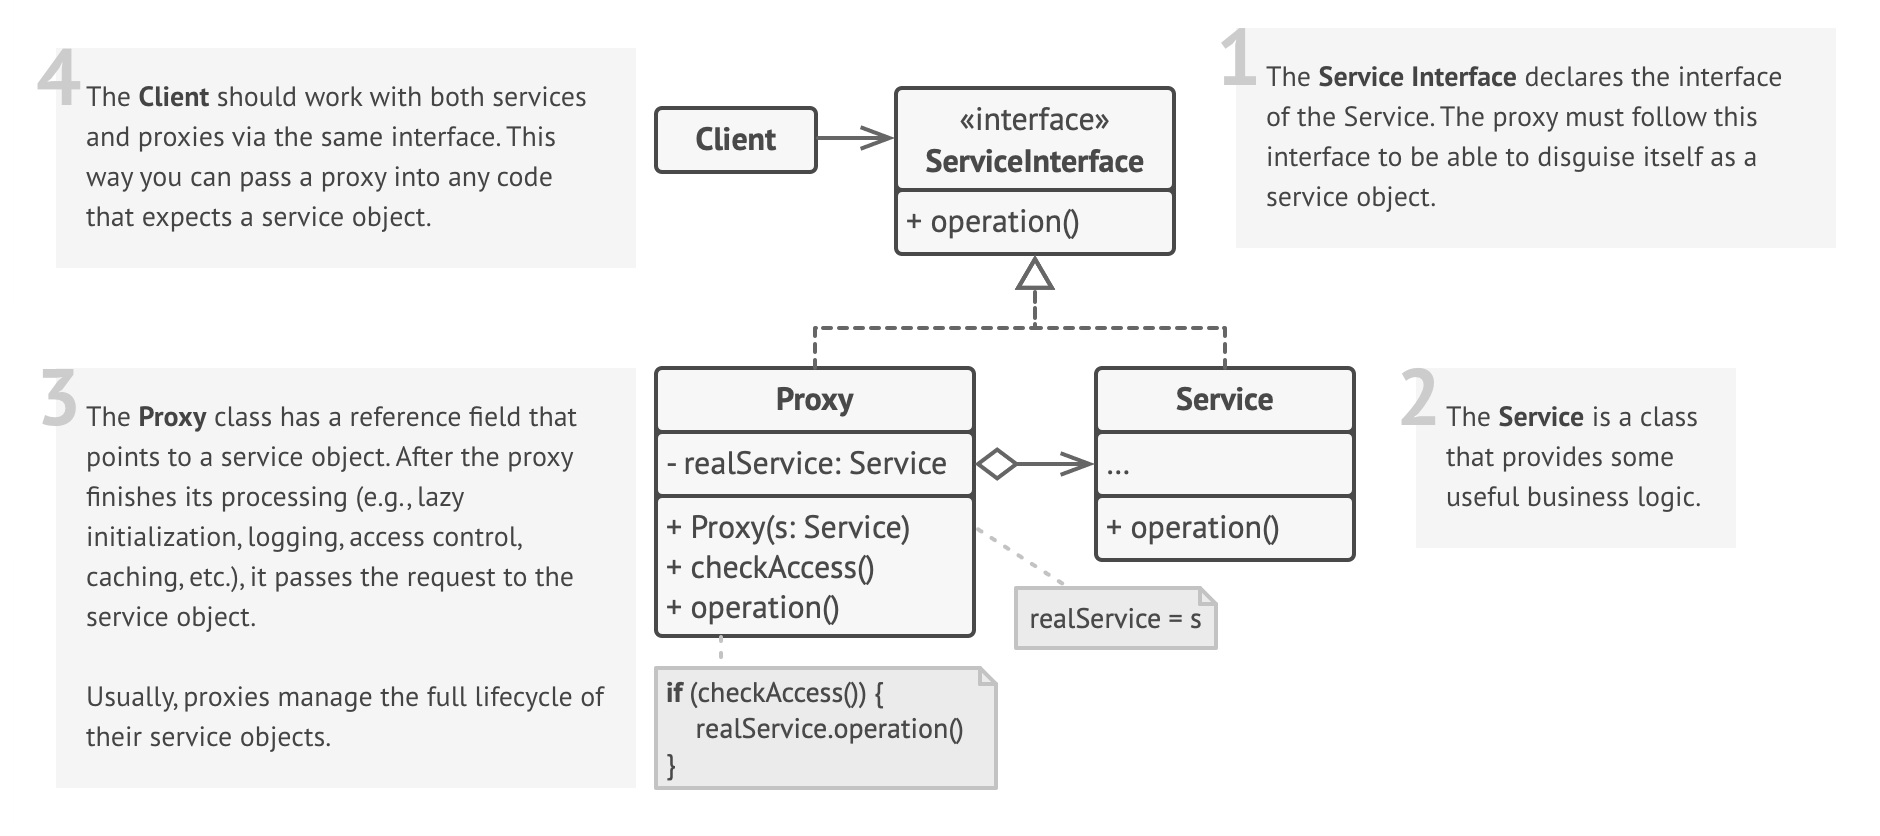 4
The Client should work with both services
and proxies via the same interface. This
way you can pass a proxy into any code
that expects a service object.
Client
«interface»
ServiceInterface
+ operation()
1
The Service Interface declares the interface
of the Service. The proxy must follow this
interface to be able to disguise itself as a
service object.
3
The Proxy class has a reference field that
points to a service object. After the proxy
finishes its processing (e.g., lazy
initialization, logging, access control,
caching, etc.), it passes the request to the
service object.
Usually, proxies manage the full lifecycle of
their service objects.
Proxy
- realService: Service
+ Proxy(s: Service)
+ checkAccess()
+ operation()
Service
...
+ operation()
2
The Service is a class
that provides some
useful business logic.
realService = s
if (checkAccess()) {
realService.operation()
}